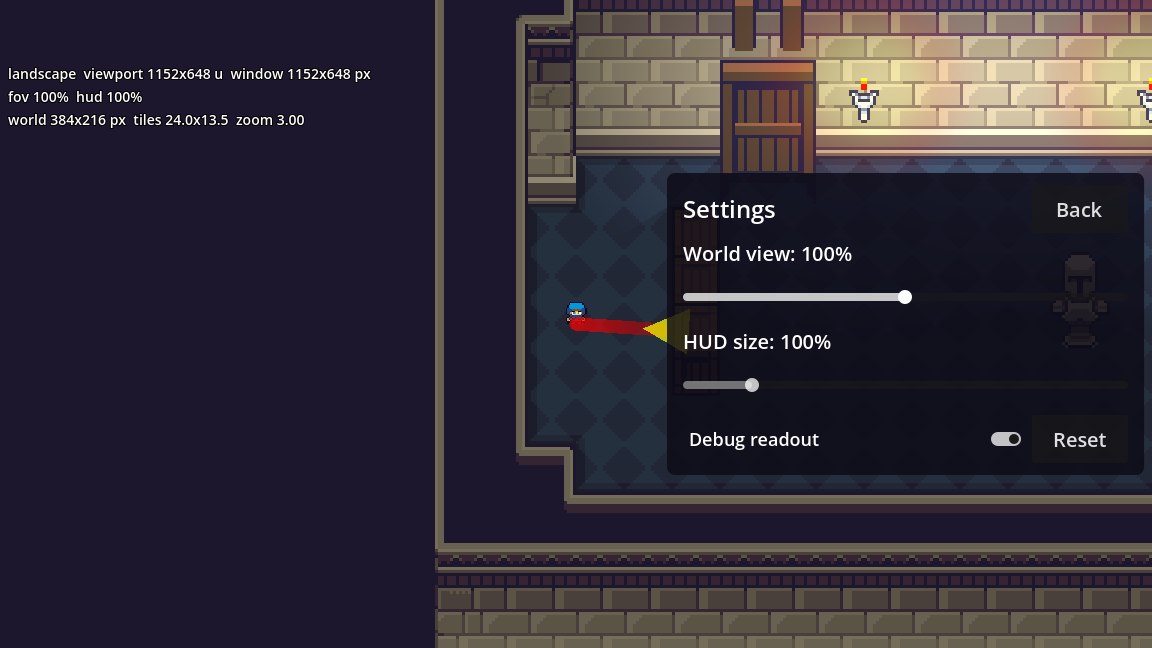 landscape  viewport 1152x648 u  window 1152x648 px
fov 100%  hud 100%
world 384x216 px  tiles 24.0x13.5  zoom 3.00
Settings
Back
World view: 100%
HUD size: 100%
Debug readout
Reset